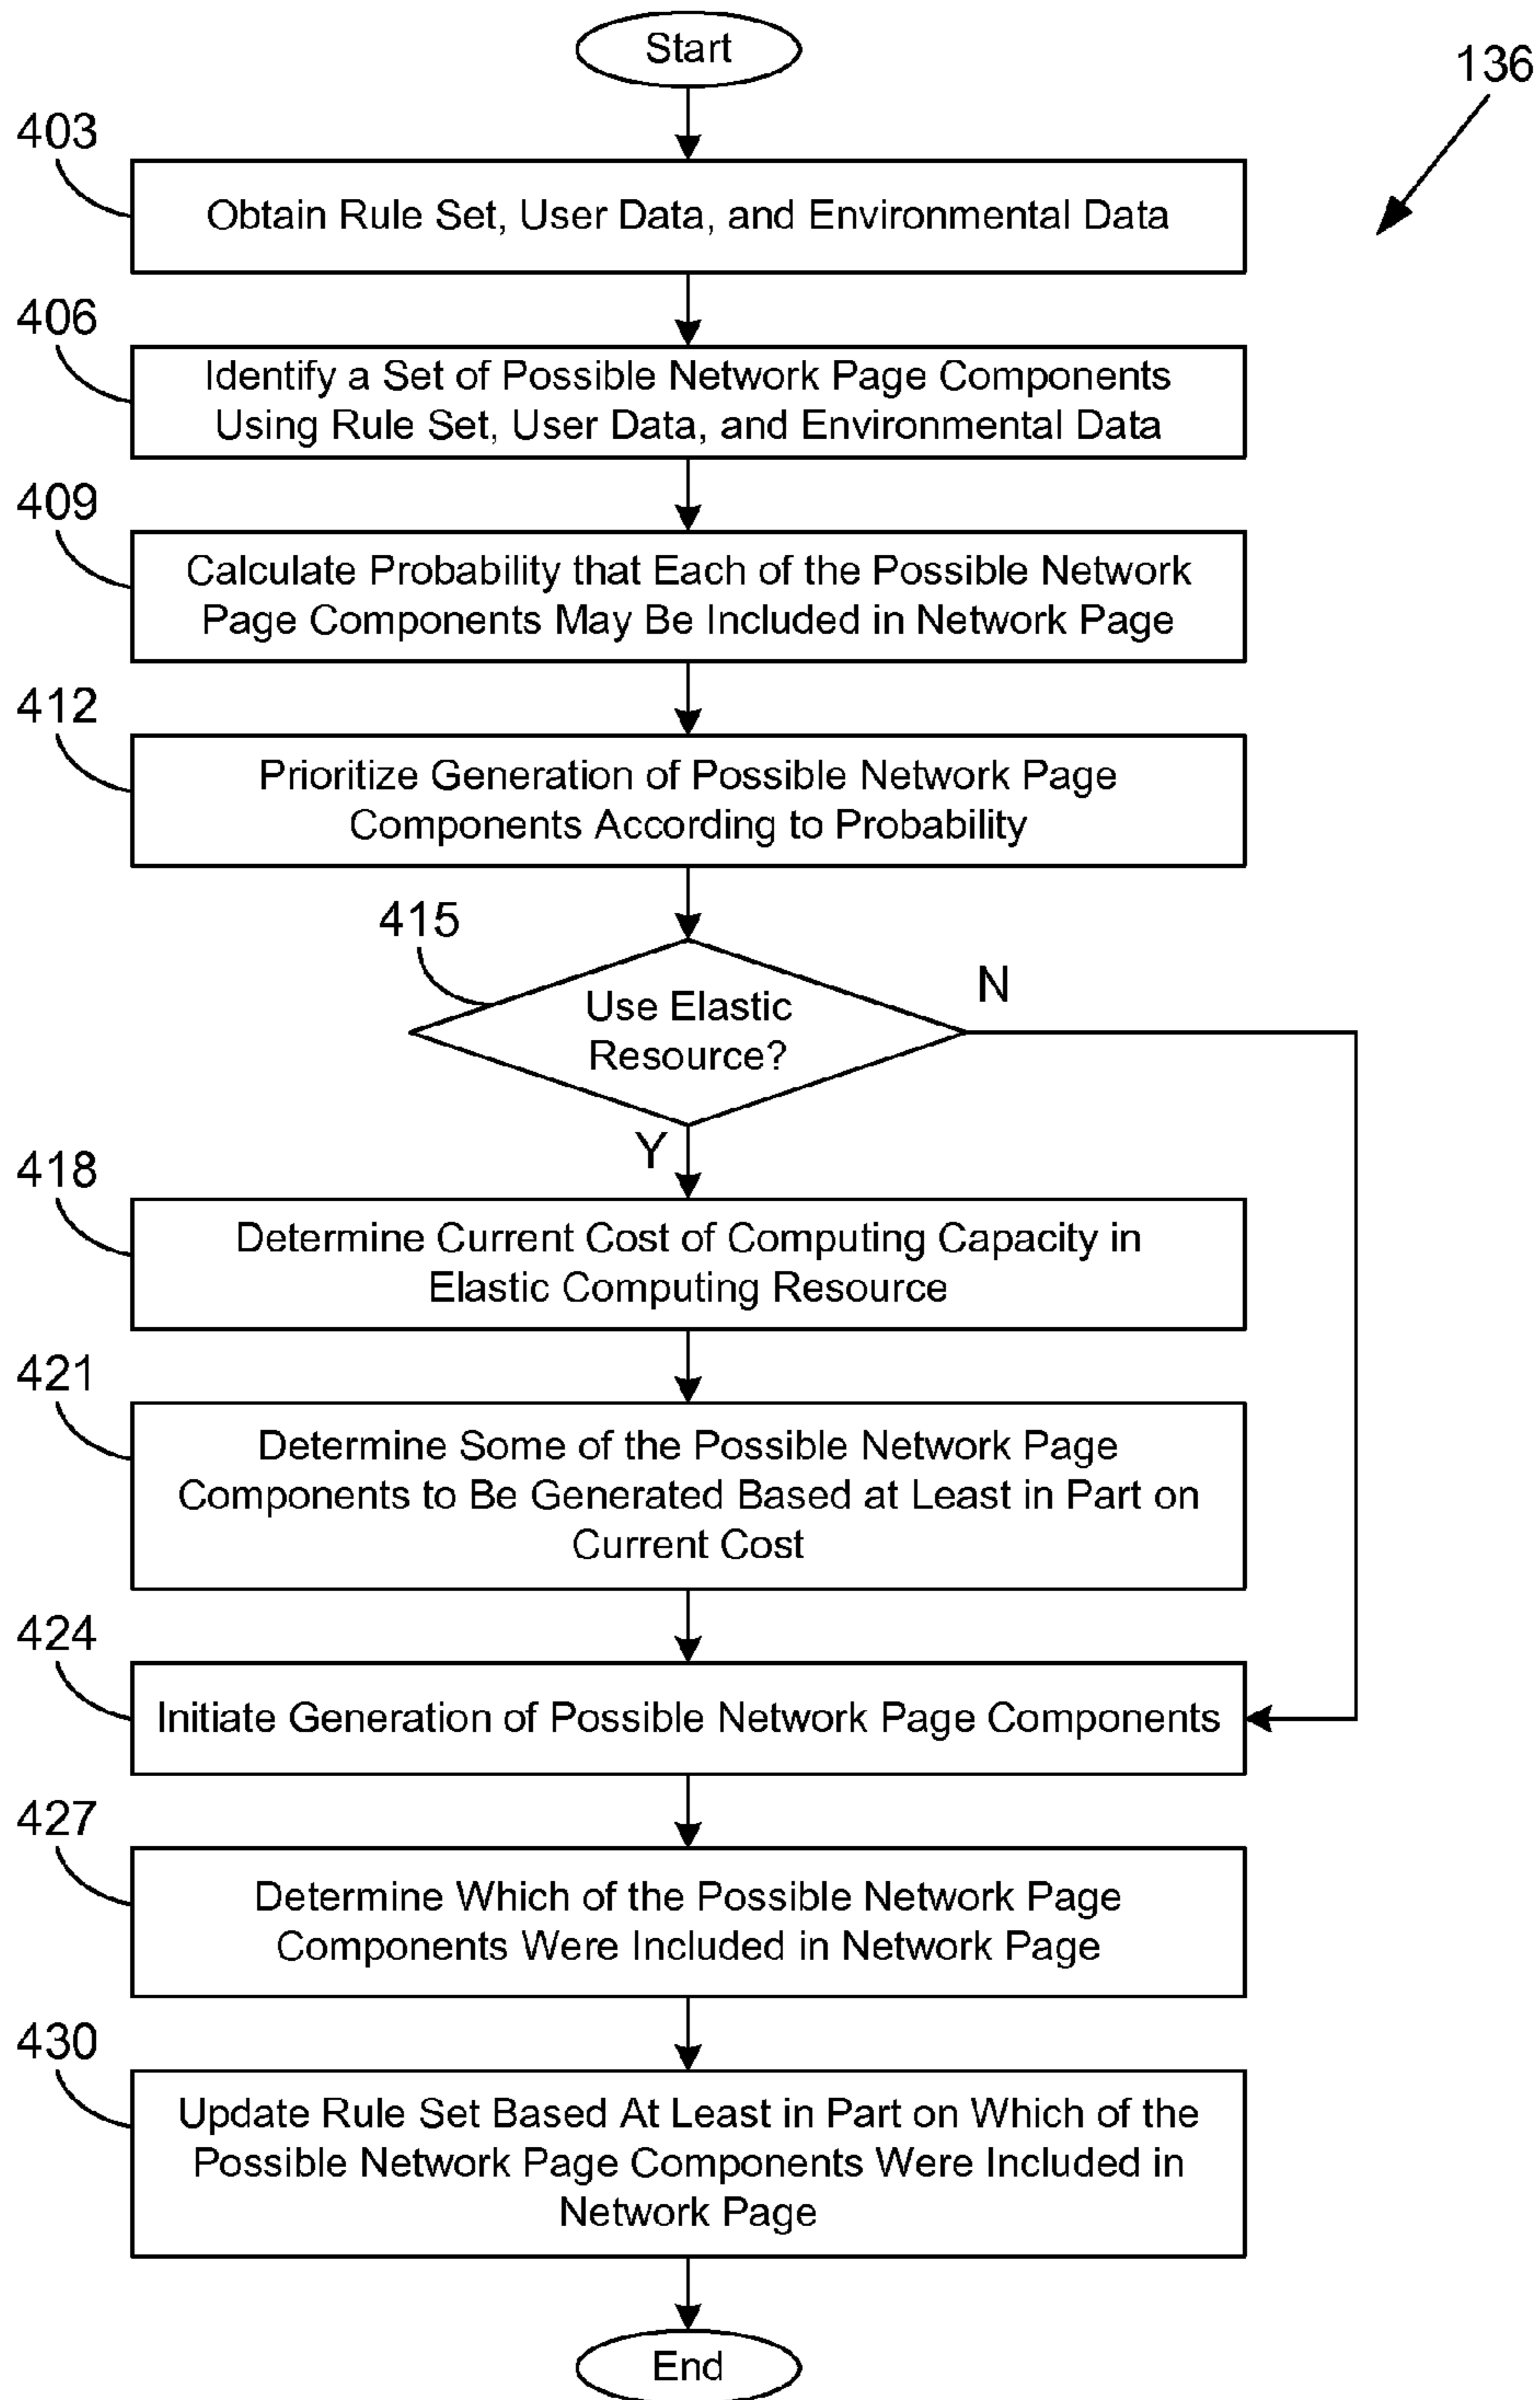 Start
136
403
Obtain Rule Set, User Data, and Environmental Data
406
Identify a Set of Possible Network Page Components
Using Rule Set, User Data, and Environmental Data
409
Calculate Probability that Each of the Possible Network
Page Components May Be Included in Network Page
412
Prioritize Generation of Possible Network Page
Components According to Probability
415
N
Use Elastic
Resource?
Y
418
Determine Current Cost of Computing Capacity in
Elastic Computing Resource
421
Determine Some of the Possible Network Page
Components to Be Generated Based at Least in Part on
Current Cost
424
Initiate Generation of Possible Network Page Components
427
Determine Which of the Possible Network Page
Components Were Included in Network Page
430
Update Rule Set Based At Least in Part on Which of the
Possible Network Page Components Were Included in
Network Page
End